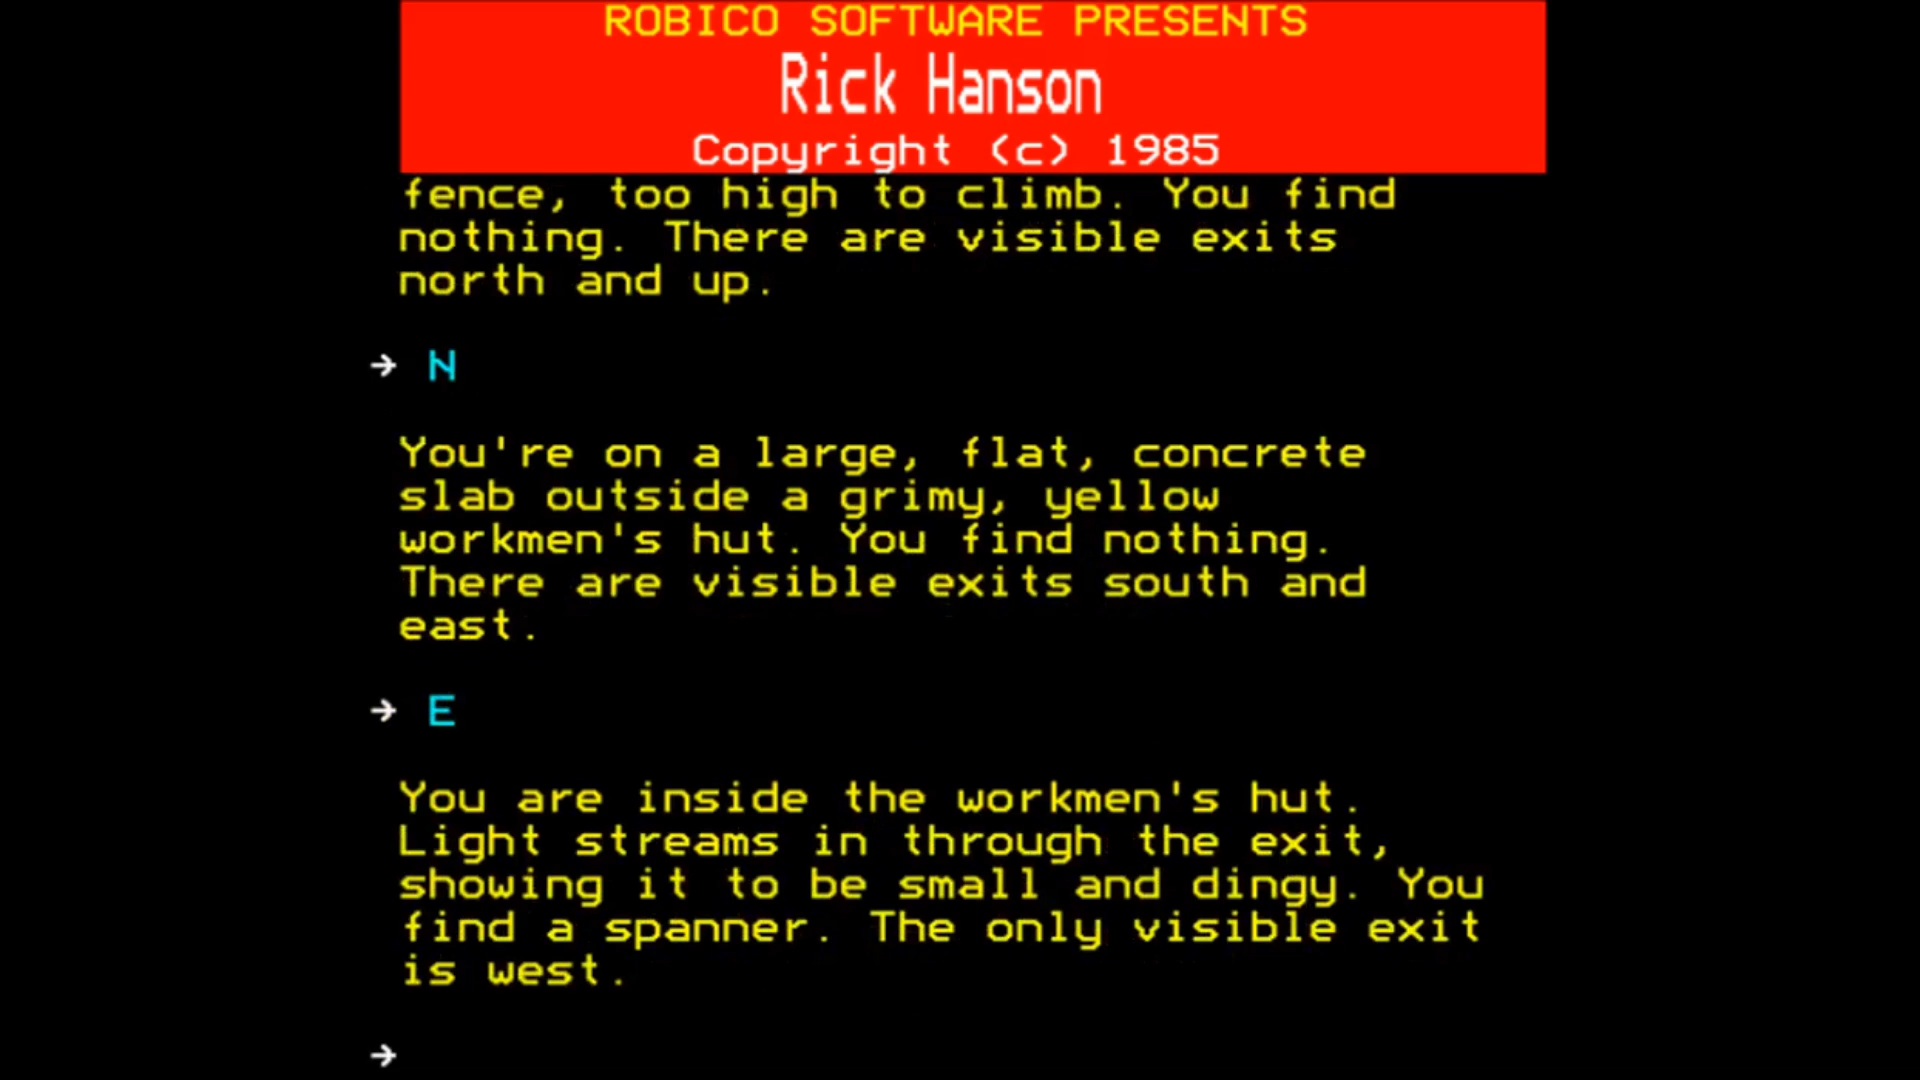 ROBICO SOFTWARE PRESENTS
Rick Hanson
Copyright (c) 1985
fence, too high to climb. You find
nothing. There are visible exits
north and up.
→ N
You're on a large, flat, concrete
slab outside a grimy, yellow
workmen's hut. You find nothing.
There are visible exits south and
east.
→ E
You are inside the workmen's hut.
Light streams in through the exit,
showing it to be small and dingy. You
find a spanner. The only visible exit
is west.
→